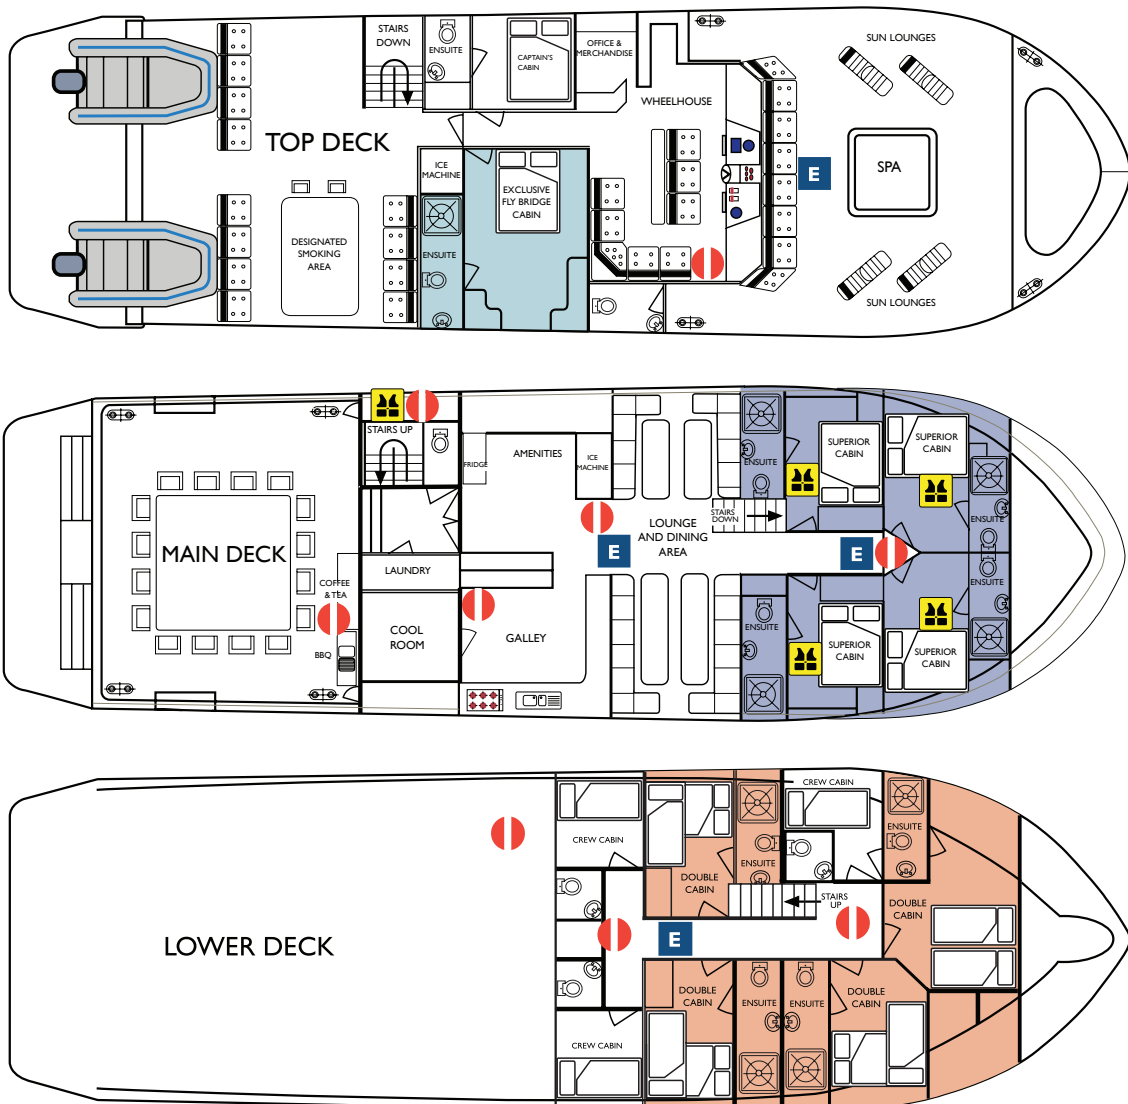 STAIRS
DOWN
ENSUITE
CAPTAIN'S
CABIN
OFFICE &
MERCHANDISE
WHEELHOUSE
SUN LOUNGES
TOP DECK
ICE
MACHINE
EXCLUSIVE
FLY BRIDGE
CABIN
E
SPA
DESIGNATED
SMOKING
AREA
ENSUITE
SUN LOUNGES
STAIRS UP
FRIDGE
AMENITIES
ICE
MACHINE
ENSUITE
SUPERIOR
CABIN
SUPERIOR
CABIN
STAIRS
DOWN
ENSUITE
LOUNGE
AND DINING
AREA
E
E
MAIN DECK
LAUNDRY
COFFEE
& TEA
ENSUITE
COOL
ROOM
GALLEY
ENSUITE
BBQ
SUPERIOR
CABIN
SUPERIOR
CABIN
CREW CABIN
CREW CABIN
ENSUITE
ENSUITE
DOUBLE
CABIN
STAIRS
UP
DOUBLE
CABIN
LOWER DECK
E
DOUBLE
CABIN
ENSUITE
ENSUITE
DOUBLE
CABIN
CREW CABIN